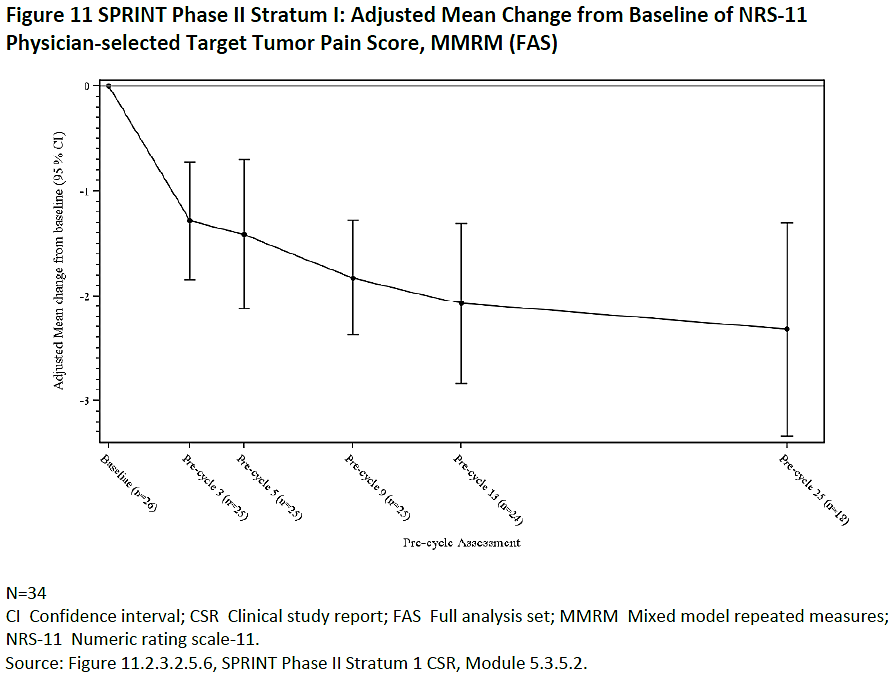 Figure 11 SPRINT Phase II Stratum I: Adjusted Mean Change from Baseline of NRS-11
Physician-selected Target Tumor Pain Score, MMRM (FAS)
Adjusted Mean change from baseline (95 % CI)
0
-1
-2
-3
Baseline (n=26)
Pre-cycle 3 (n=25)
Pre-cycle 5 (n=25)
Pre-cycle 9 (n=25)
Pre-cycle 13 (n=24)
Pre-cycle 25 (n=18)
Pre-cycle Assessment
N=34
CI Confidence interval; CSR Clinical study report; FAS Full analysis set; MMRM Mixed model repeated measures;
NRS-11 Numeric rating scale-11.
Source: Figure 11.2.3.2.5.6, SPRINT Phase II Stratum 1 CSR, Module 5.3.5.2.